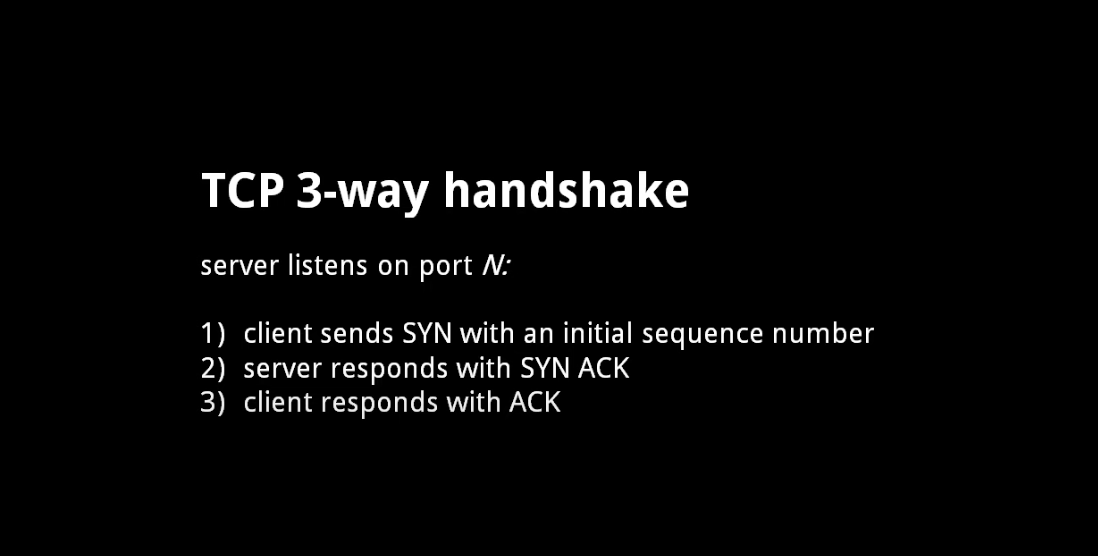 TCP 3-way handshake
server listens on port N:
1) client sends SYN with an initial sequence number
2) server responds with SYN ACK
3) client responds with ACK